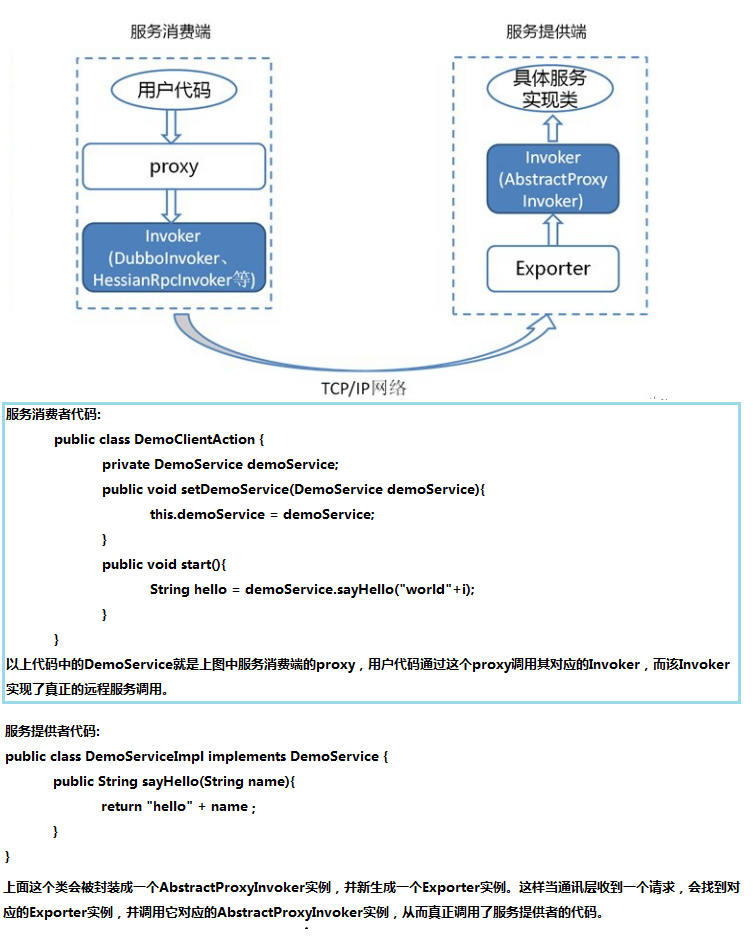 服务消费端
服务提供端
用户代码
proxy
Invoker
(DubboInvoker、
HessianRpcInvoker等)
具体服务
实现类
Invoker
(AbstractProxy
Invoker)
Exporter
TCP/IP网络
服务消费者代码:
public class DemoClientAction {
private DemoService demoService;
public void setDemoService(DemoService demoService){
this.demoService = demoService;
}
public void start(){
String hello = demoService.sayHello("world"+i);
}
}
以上代码中的DemoService就是上图中服务消费端的proxy，用户代码通过这个proxy调用其对应的Invoker，而该Invoker
实现了真正的远程服务调用。
服务提供者代码:
public class DemoServiceImpl implements DemoService {
public String sayHello(String name){
return "hello" + name ;
}
}
上面这个类会被封装成一个AbstractProxyInvoker实例，并新生成一个Exporter实例。这样当通讯层收到一个请求，会找到对
应的Exporter实例，并调用它对应的AbstractProxyInvoker实例，从而真正调用了服务提供者的代码。